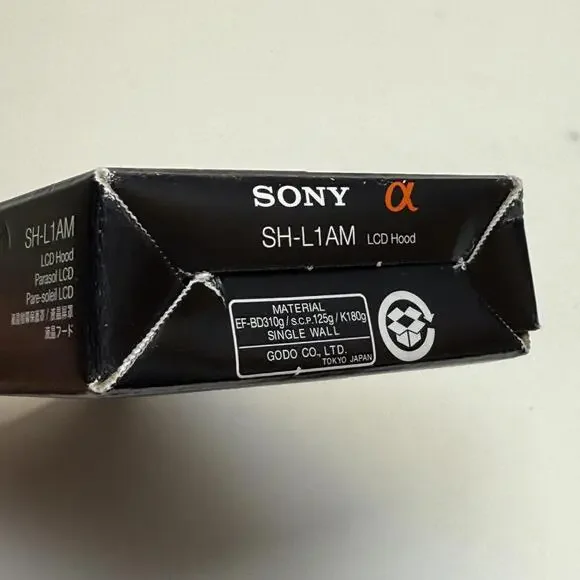 SONY α
SH-L1AM LCD Hood
MATERIAL
EF-BD310g / s.c.p.125g / K180g
SINGLE WALL
GODO CO., LTD.
TOKYO JAPAN
SH-L1AM
LCD Hood
Parasol LCD
Pare-soleil LCD
液晶フード